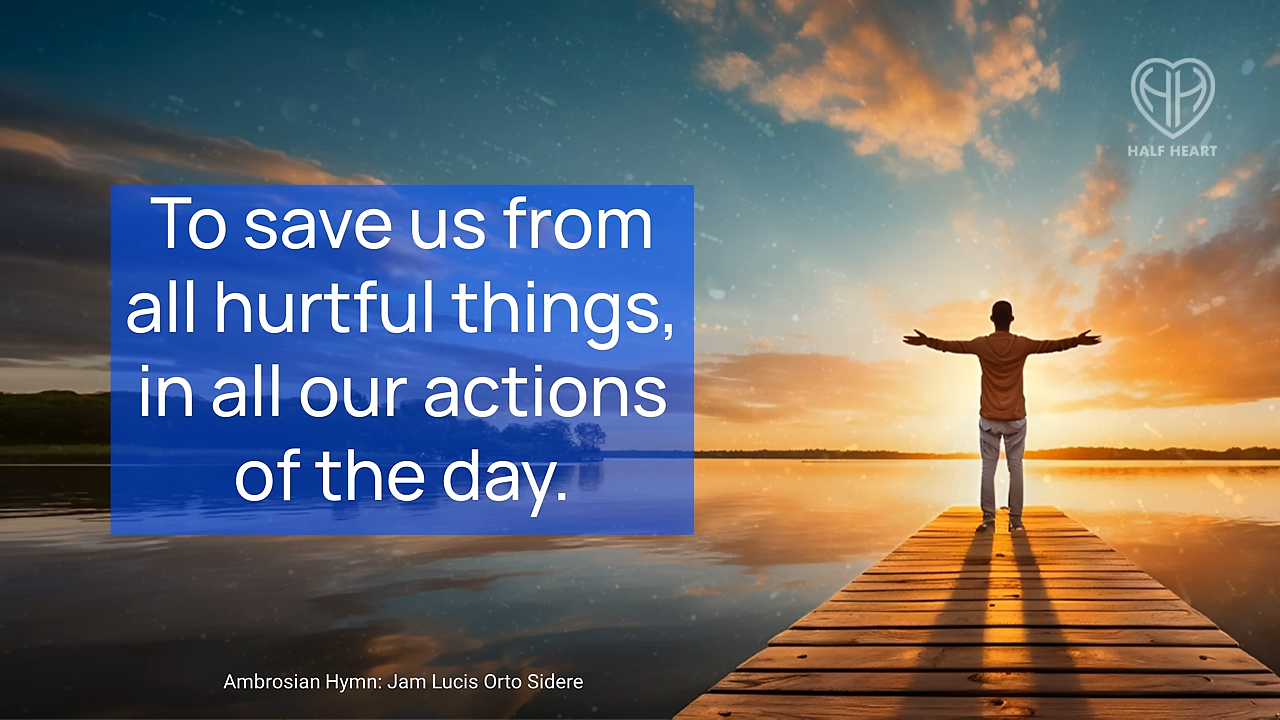 HALF HEART
To save us from
all hurtful things,
in all our actions
of the day.
Ambrosian Hymn: Jam Lucis Orto Sidere